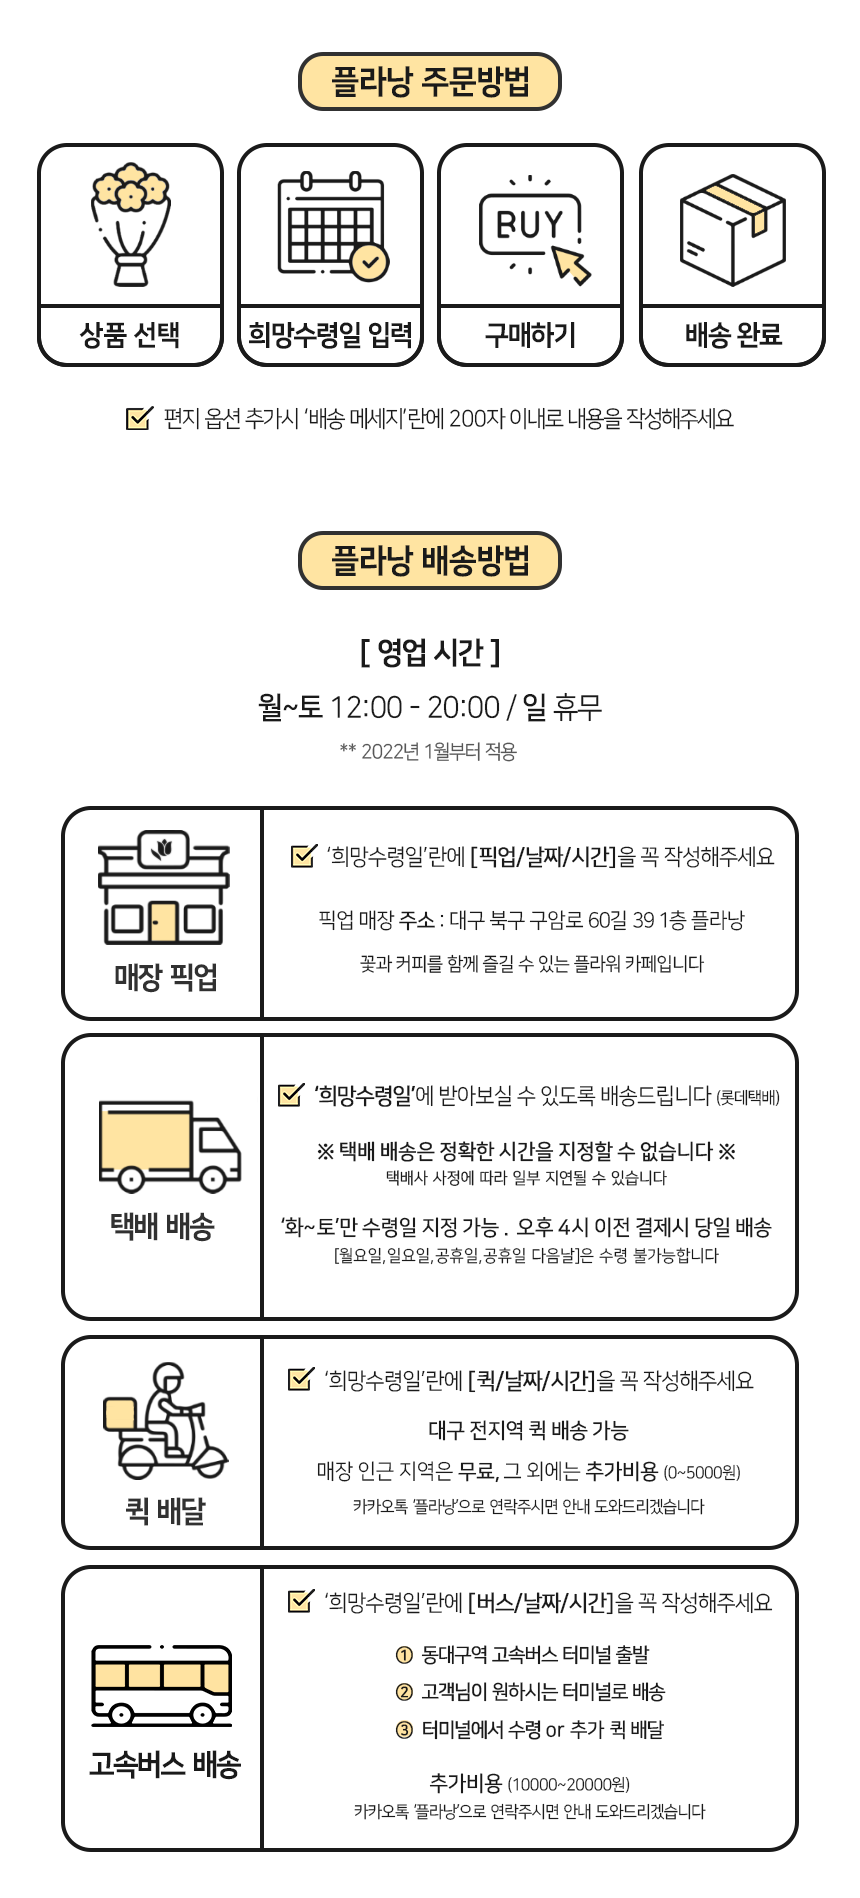 플라낭 주문방법
BUY
상품 선택
희망수령일 입력
구매하기
배송 완료
편지 옵션 추가시 ‘배송 메세지’란에 200자 이내로 내용을 작성해주세요
플라낭 배송방법
[ 영업 시간 ]
월~토 12:00 - 20:00 / 일 휴무
** 2022년 1월부터 적용
매장 픽업
‘희망수령일’란에 [픽업/날짜/시간]을 꼭 작성해주세요
픽업 매장 주소 : 대구 북구 구암로 60길 39 1층 플라낭
꽃과 커피를 함께 즐길 수 있는 플라워 카페입니다
택배 배송
‘희망수령일’에 받아보실 수 있도록 배송드립니다 (롯데택배)
※ 택배 배송은 정확한 시간을 지정할 수 없습니다 ※
택배사 사정에 따라 일부 지연될 수 있습니다
‘화~토’만 수령일 지정 가능 . 오후 4시 이전 결제시 당일 배송
[월요일,일요일,공휴일,공휴일 다음날]은 수령 불가능합니다
퀵 배달
‘희망수령일’란에 [퀵/날짜/시간]을 꼭 작성해주세요
대구 전지역 퀵 배송 가능
매장 인근 지역은 무료, 그 외에는 추가비용 (0~5000원)
카카오톡 ‘플라낭’으로 연락주시면 안내 도와드리겠습니다
고속버스 배송
‘희망수령일’란에 [버스/날짜/시간]을 꼭 작성해주세요
① 동대구역 고속버스 터미널 출발
② 고객님이 원하시는 터미널로 배송
③ 터미널에서 수령 or 추가 퀵 배달
추가비용 (10000~20000원)
카카오톡 ‘플라낭’으로 연락주시면 안내 도와드리겠습니다